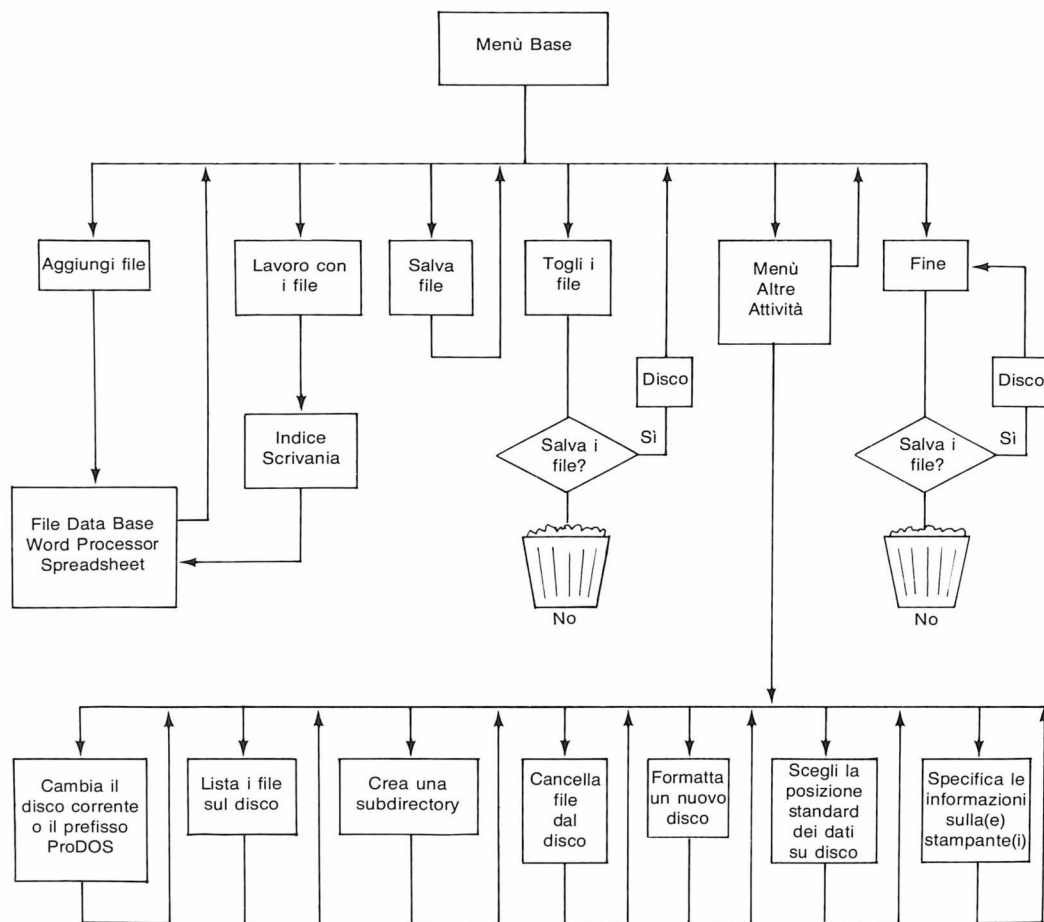 Menù Base
Aggiungi file
Lavoro con
i file
Salva
file
Togli i
file
Menù
Altre
Attività
Fine
Disco
Disco
Indice
Scrivania
Salva i
file?
Sì
Salva i
file?
Sì
File Data Base
Word Processor
Spreadsheet
No
No
Cambia il
disco corrente
o il prefisso
ProDOS
Lista i file
sul disco
Crea una
subdirectory
Cancella
file
dal
disco
Formatta
un nuovo
disco
Scegli la
posizione
standard
dei dati
su disco
Specifica le
informazioni
sulla(e)
stampante(i)